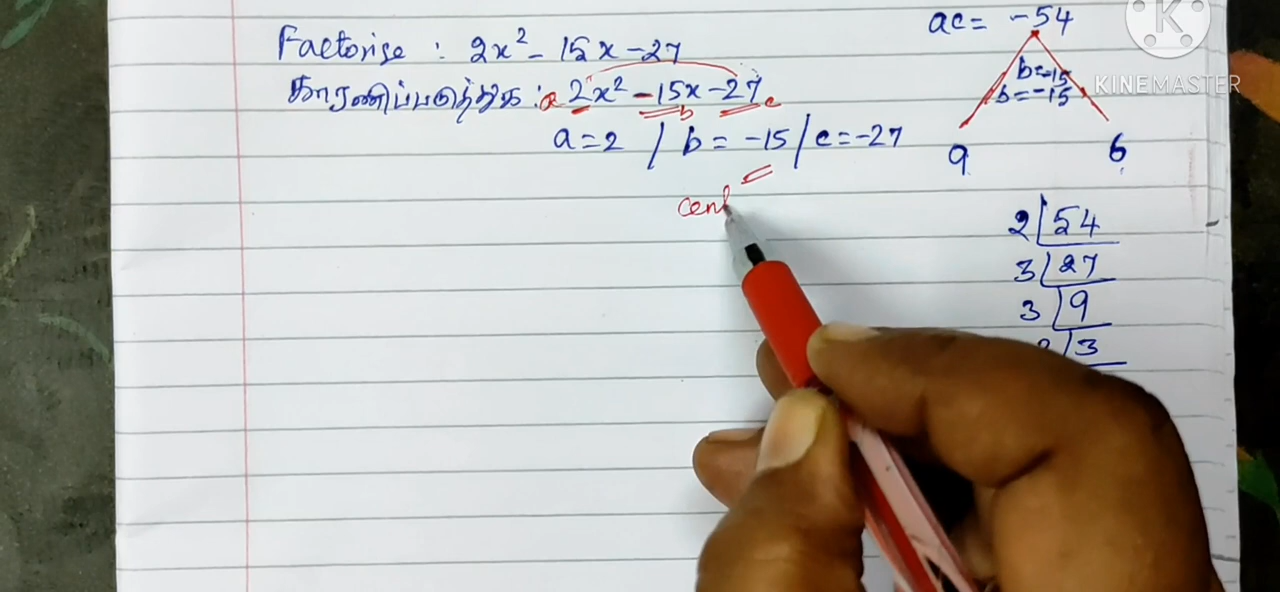 Factorise : 2x² - 15x - 27
காரணிப்படுத்துக : a 2x² - 15x - 27 c
b
a = 2 / b = -15 / c = -27
cent
ac = -54
b = -15
b = -15
9 6
2 54
3 27
3 9
3
K
KINEMASTER